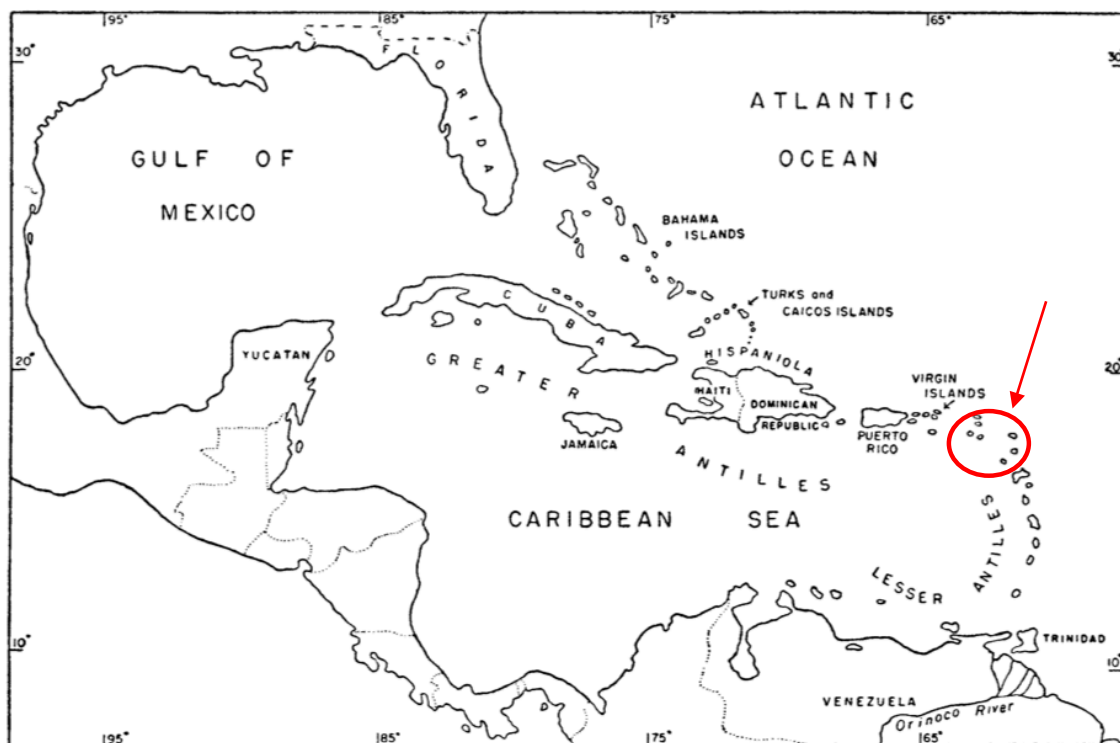 95°
85°
75°
65°
30°
30°
FLORIDA
ATLANTIC
OCEAN
GULF OF
MEXICO
BAHAMA
ISLANDS
TURKS and
CAICOS ISLANDS
CUBA
YUCATAN
20°
20°
HISPANIOLA
GREATER
HAITI
DOMINICAN
REPUBLIC
VIRGIN
ISLANDS
JAMAICA
PUERTO
RICO
ANTILLES
CARIBBEAN SEA
LESSER
ANTILLES
10°
10°
TRINIDAD
VENEZUELA
Orinoco River
95°
85°
75°
65°